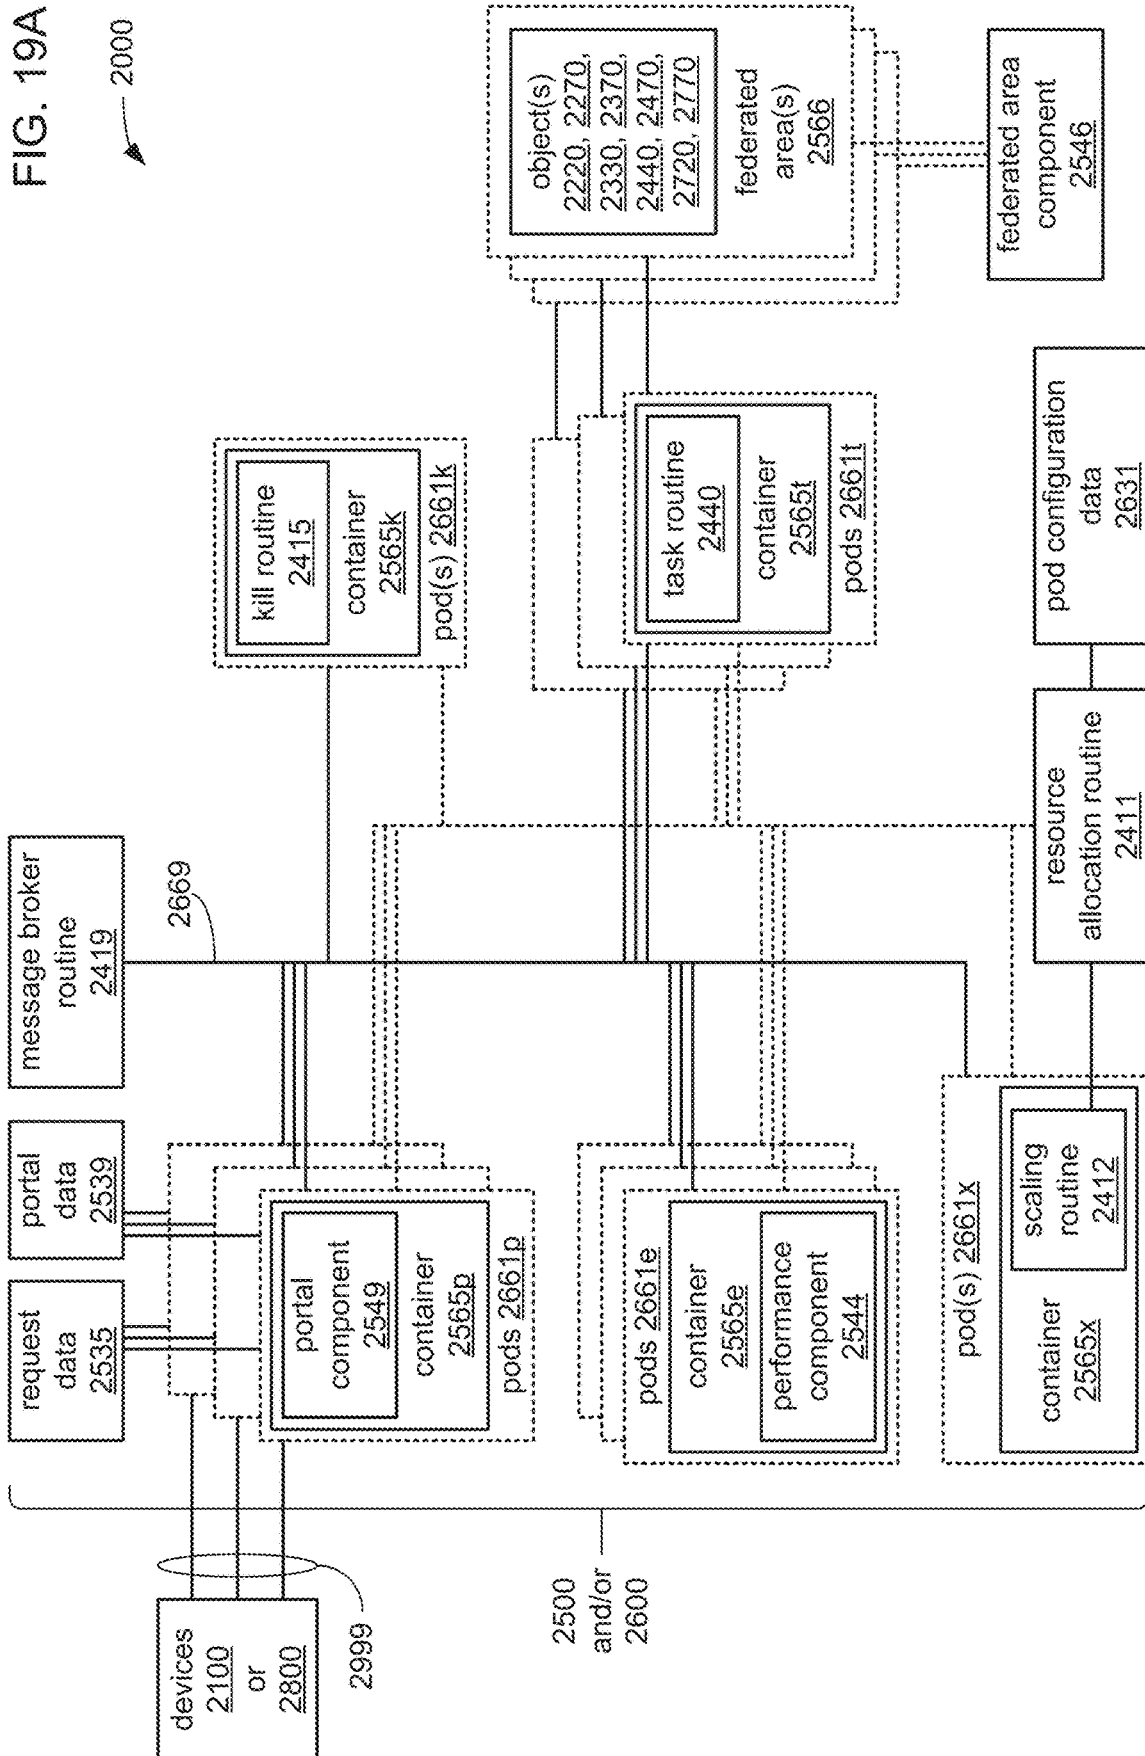 FIG. 19A
2000
devices
2100
or
2800
2999
2500
and/or
2600
request
data
2535
portal
data
2539
message broker
routine
2419
2669
portal
component
2549
container
2565p
pods 2661p
kill routine
2415
container
2565k
pod(s) 2661k
pods 2661e
container
2565e
performance
component
2544
task routine
2440
container
2565t
pods 2661t
object(s)
2220, 2270,
2330, 2370,
2440, 2470,
2720, 2770
federated
area(s)
2566
pod(s) 2661x
container
2565x
scaling
routine
2412
resource
allocation routine
2411
pod configuration
data
2631
federated area
component
2546